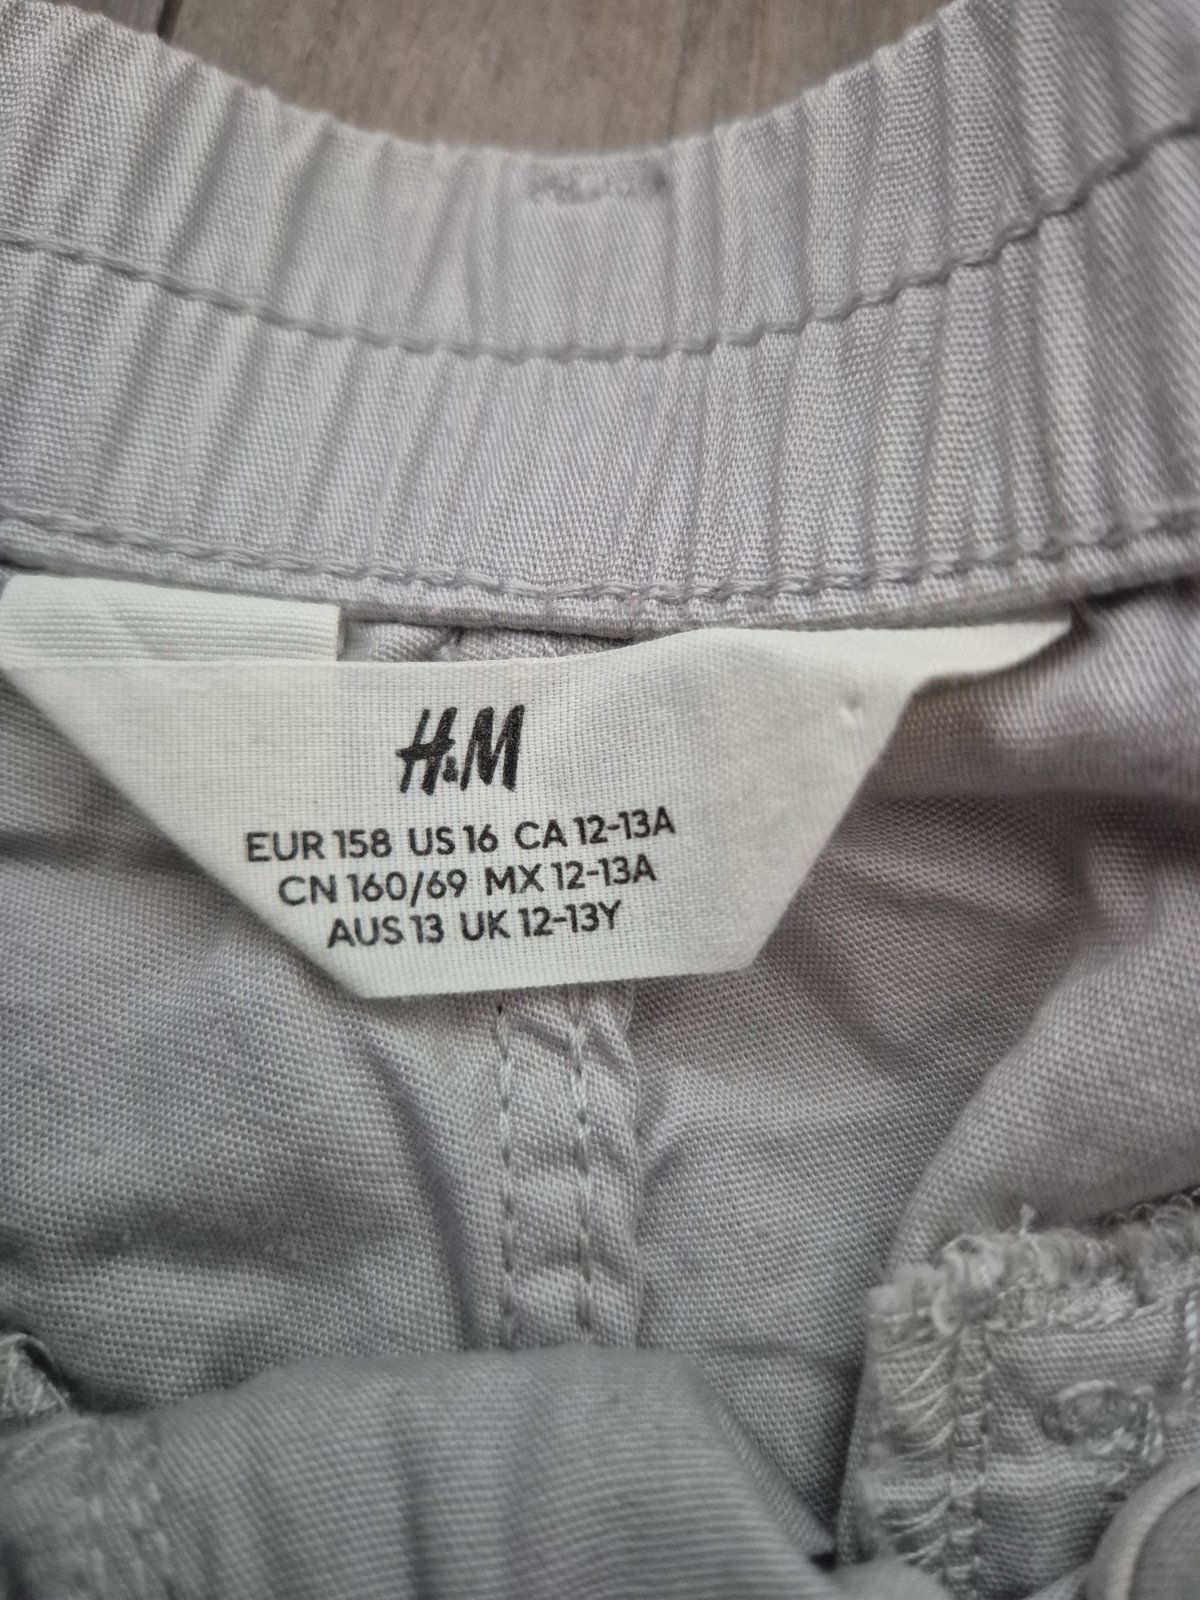 H&M
EUR 158 US 16 CA 12-13A
CN 160/69 MX 12-13A
AUS 13 UK 12-13Y